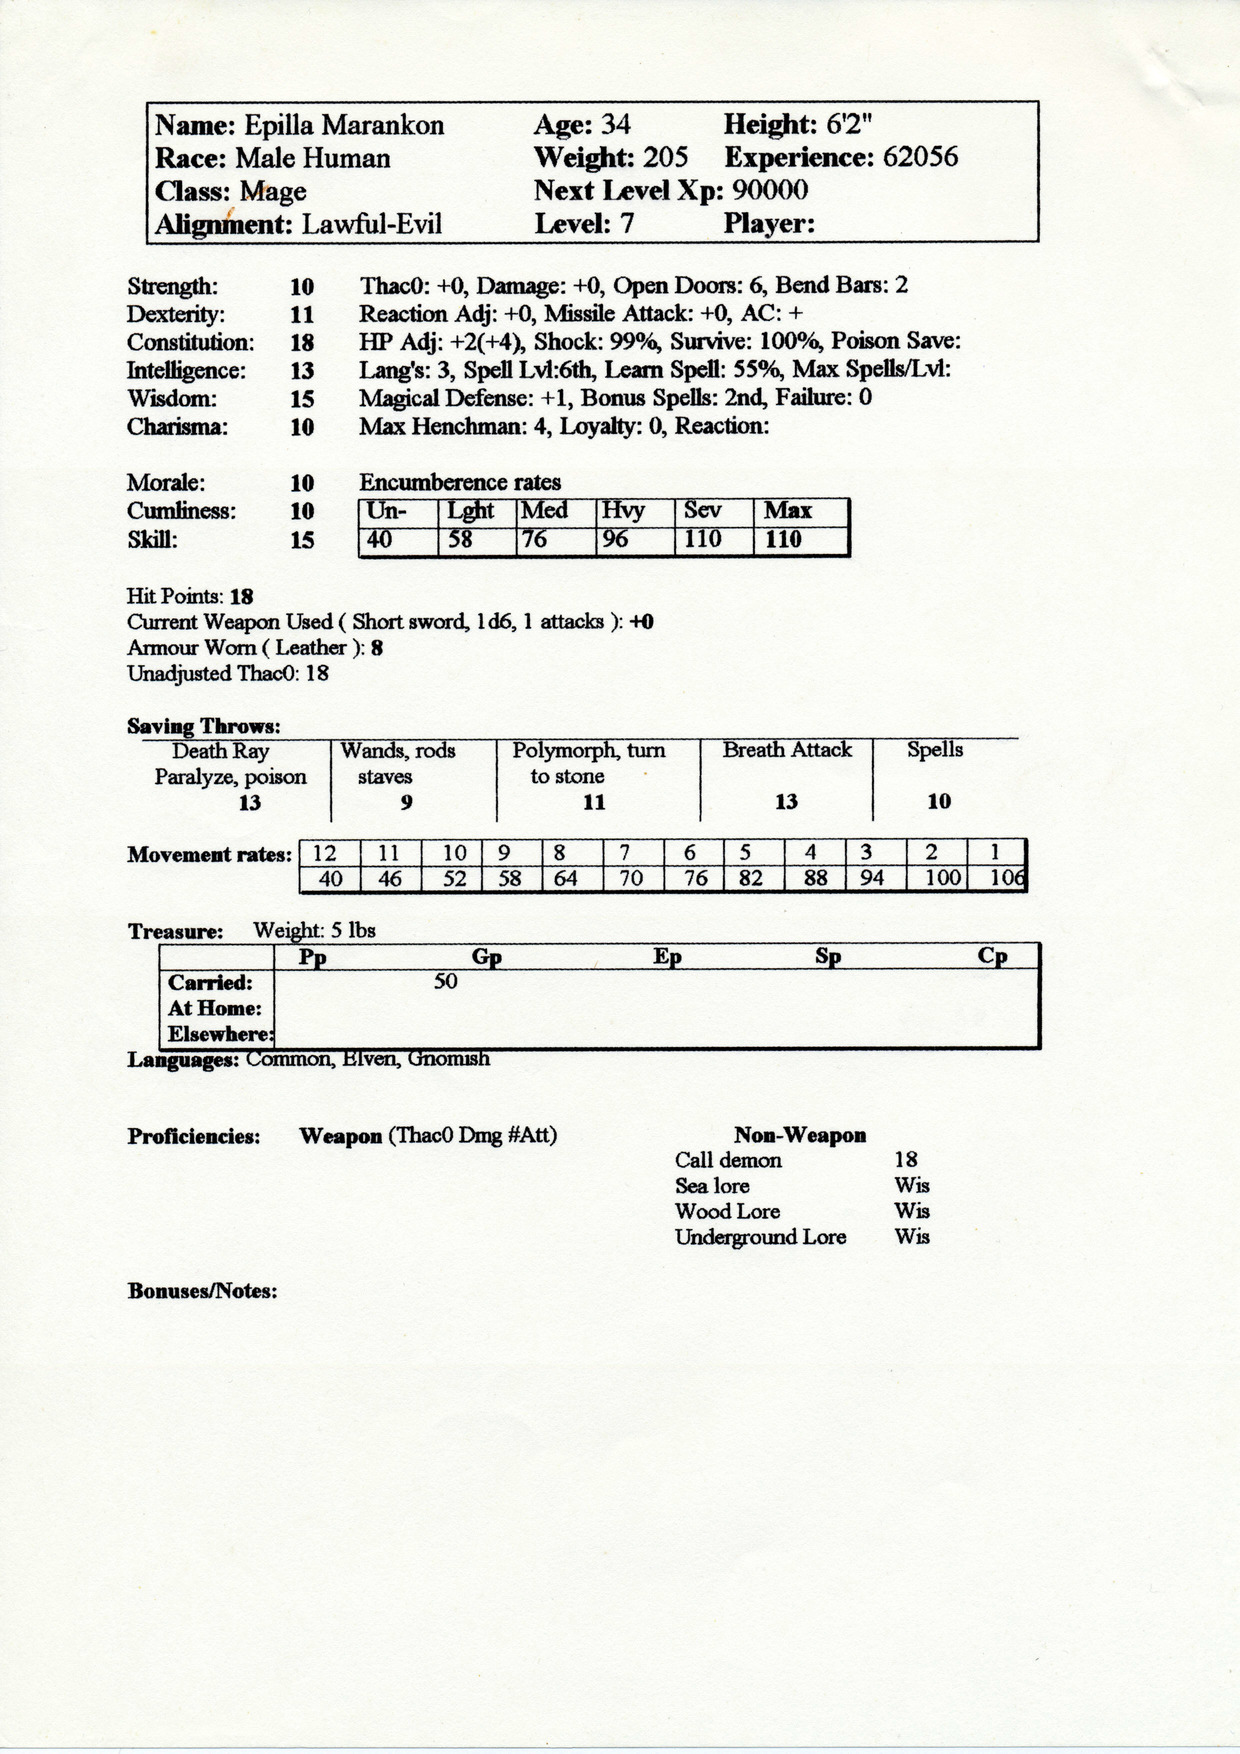 Name: Epilla Marankon Age: 34 Height: 6'2"
Race: Male Human Weight: 205 Experience: 62056
Class: Mage Next Level Xp: 90000
Alignment: Lawful-Evil Level: 7 Player:
Strength: 10 Thac0: +0, Damage: +0, Open Doors: 6, Bend Bars: 2
Dexterity: 11 Reaction Adj: +0, Missile Attack: +0, AC: +
Constitution: 18 HP Adj: +2(+4), Shock: 99%, Survive: 100%, Poison Save:
Intelligence: 13 Lang's: 3, Spell Lvl:6th, Learn Spell: 55%, Max Spells/Lvl:
Wisdom: 15 Magical Defense: +1, Bonus Spells: 2nd, Failure: 0
Charisma: 10 Max Henchman: 4, Loyalty: 0, Reaction:
Morale: 10 Encumberence rates
Cumliness: 10 Un- Lght Med Hvy Sev Max
Skill: 15 40 58 76 96 110 110
Hit Points: 18
Current Weapon Used ( Short sword, 1d6, 1 attacks ): +0
Armour Worn ( Leather ): 8
Unadjusted Thac0: 18
Saving Throws:
Death Ray Wands, rods Polymorph, turn Breath Attack Spells
Paralyze, poison staves to stone
13 9 11 13 10
Movement rates: 12 11 10 9 8 7 6 5 4 3 2 1
40 46 52 58 64 70 76 82 88 94 100 106
Treasure: Weight: 5 lbs
Pp Gp Ep Sp Cp
Carried: 50
At Home:
Elsewhere:
Languages: Common, Elven, Gnomish
Proficiencies: Weapon (Thac0 Dmg #Att) Non-Weapon
Call demon 18
Sea lore Wis
Wood Lore Wis
Underground Lore Wis
Bonuses/Notes: